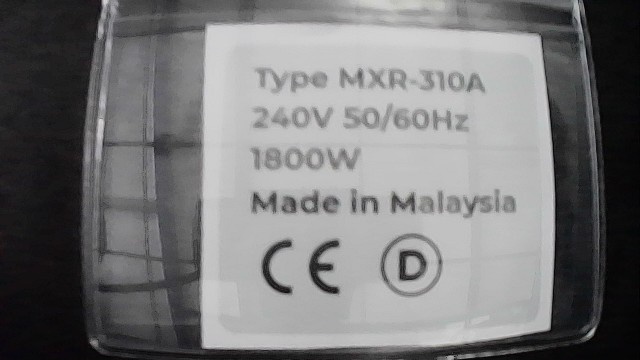 Type MXR-310A
240V 50/60Hz
1800W
Made in Malaysia
CE D